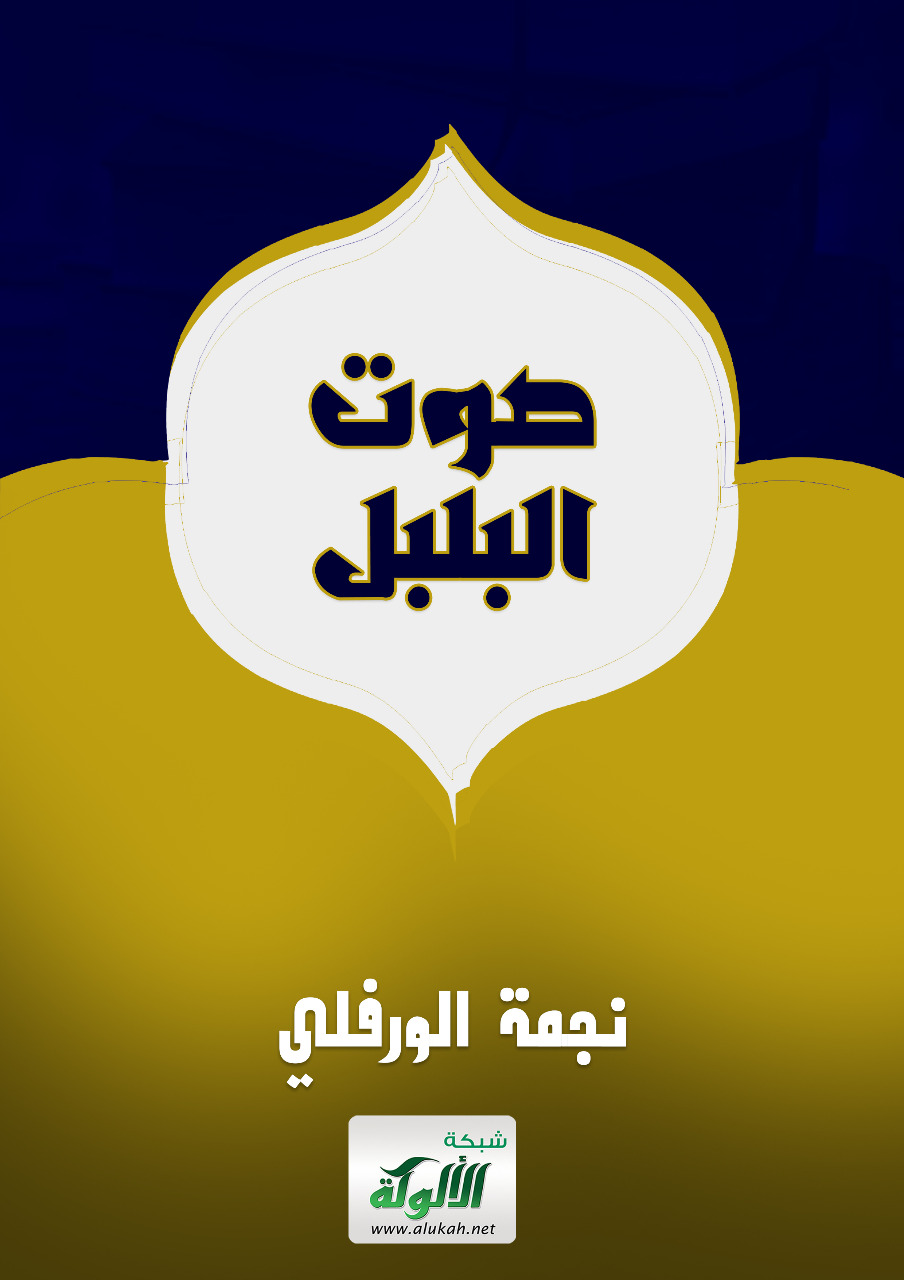 صوت
البلبل
نجمة الورفلي
شبكة
الألوكة
www.alukah.net